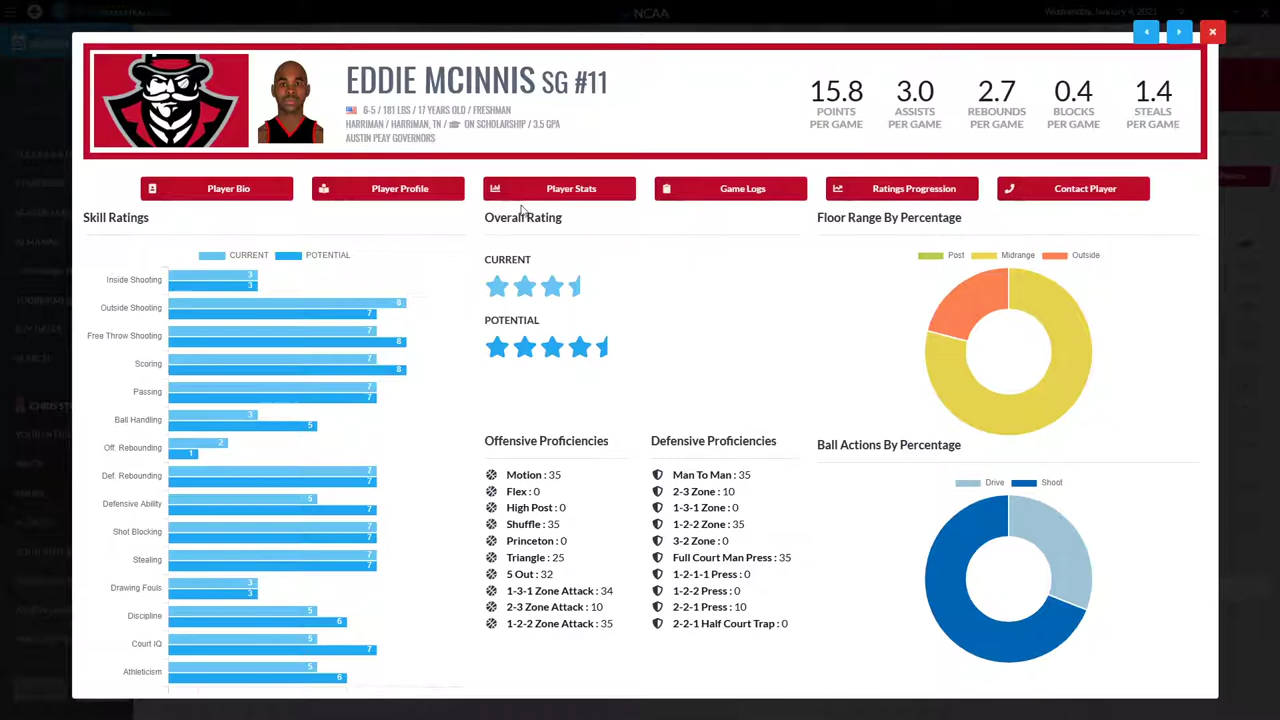 NCAA
Wednesday, January 4, 2023
EDDIE MCINNIS SG #11
6-5 / 181 LBS / 17 YEARS OLD / FRESHMAN
HARRIMAN / HARRIMAN, TN / ON SCHOLARSHIP / 3.5 GPA
AUSTIN PEAY GOVERNORS
15.8 3.0 2.7 0.4 1.4
POINTS ASSISTS REBOUNDS BLOCKS STEALS
PER GAME PER GAME PER GAME PER GAME PER GAME
Player Bio Player Profile Player Stats Game Logs Ratings Progression Contact Player
Skill Ratings
CURRENT POTENTIAL
Inside Shooting 3 3
Outside Shooting 8 7
Free Throw Shooting 7 8
Scoring 7 8
Passing 7 7
Ball Handling 3 5
Off. Rebounding 2 1
Def. Rebounding 7 7
Defensive Ability 5 7
Shot Blocking 7 7
Stealing 7 7
Drawing Fouls 3 3
Discipline 5 6
Court IQ 5 7
Athleticism 5 6
Overall Rating
CURRENT
POTENTIAL
Offensive Proficiencies
Motion : 35
Flex : 0
High Post : 0
Shuffle : 35
Princeton : 0
Triangle : 25
5 Out : 32
1-3-1 Zone Attack : 34
2-3 Zone Attack : 10
1-2-2 Zone Attack : 35
Defensive Proficiencies
Man To Man : 35
2-3 Zone : 10
1-3-1 Zone : 0
1-2-2 Zone : 35
3-2 Zone : 0
Full Court Man Press : 35
1-2-1-1 Press : 0
1-2-2 Press : 0
2-2-1 Press : 10
2-2-1 Half Court Trap : 0
Floor Range By Percentage
Post Midrange Outside
Ball Actions By Percentage
Drive Shoot